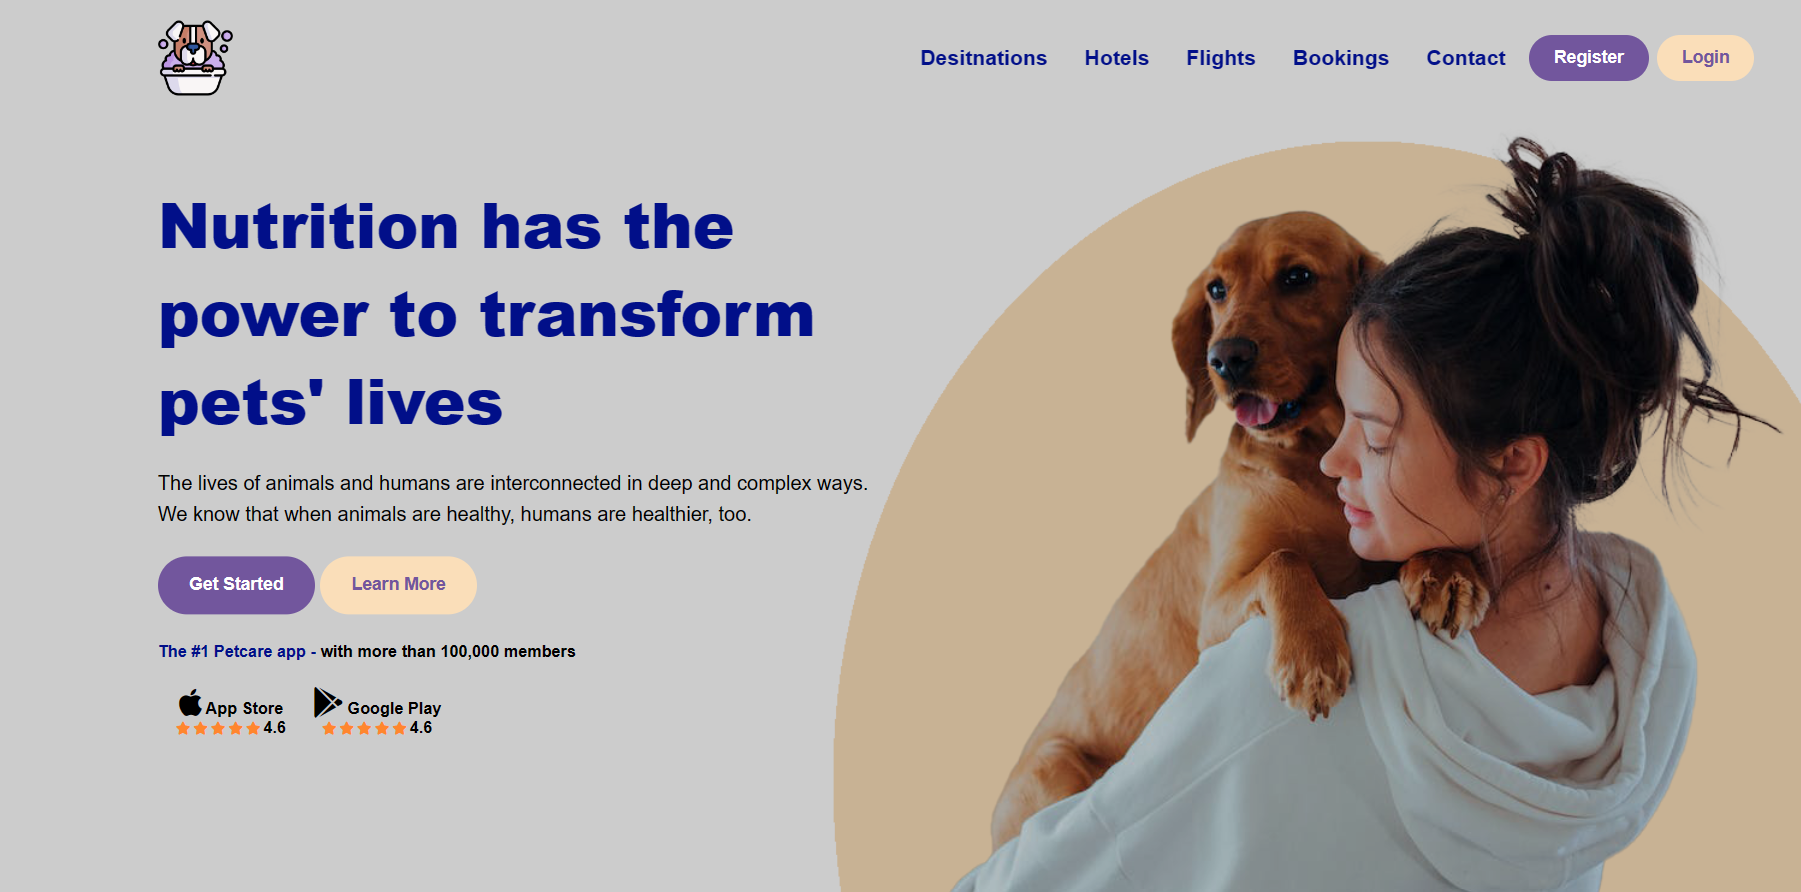 Desitnations Hotels Flights Bookings Contact Register Login
Nutrition has the
power to transform
pets' lives
The lives of animals and humans are interconnected in deep and complex ways.
We know that when animals are healthy, humans are healthier, too.
Get Started Learn More
The #1 Petcare app - with more than 100,000 members
App Store Google Play
4.6 4.6